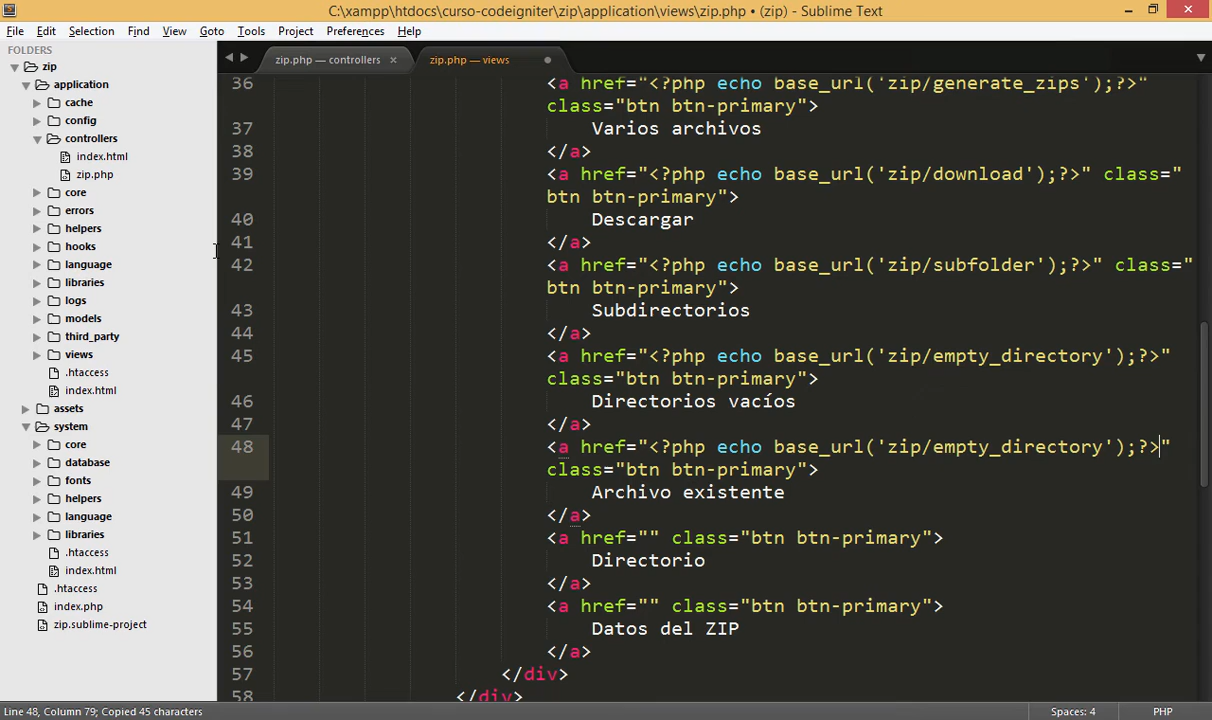 C:\xampp\htdocs\curso-codeigniter\zip\application\views\zip.php • (zip) - Sublime Text
File Edit Selection Find View Goto Tools Project Preferences Help
FOLDERS
zip
application
cache
config
controllers
index.html
zip.php
core
errors
helpers
hooks
language
libraries
logs
models
third_party
views
.htaccess
index.html
assets
system
core
database
fonts
helpers
language
libraries
.htaccess
index.html
.htaccess
index.php
zip.sublime-project
zip.php — controllers × zip.php — views
36 <a href="<?php echo base_url('zip/generate_zips');?>"
class="btn btn-primary">
37 Varios archivos
38 </a>
39 <a href="<?php echo base_url('zip/download');?>" class="
btn btn-primary">
40 Descargar
41 </a>
42 <a href="<?php echo base_url('zip/subfolder');?>" class="
btn btn-primary">
43 Subdirectorios
44 </a>
45 <a href="<?php echo base_url('zip/empty_directory');?>"
class="btn btn-primary">
46 Directorios vacíos
47 </a>
48 <a href="<?php echo base_url('zip/empty_directory');?>"
class="btn btn-primary">
49 Archivo existente
50 </a>
51 <a href="" class="btn btn-primary">
52 Directorio
53 </a>
54 <a href="" class="btn btn-primary">
55 Datos del ZIP
56 </a>
57 </div>
58 </div>
Line 48, Column 79; Copied 45 characters Spaces: 4 PHP